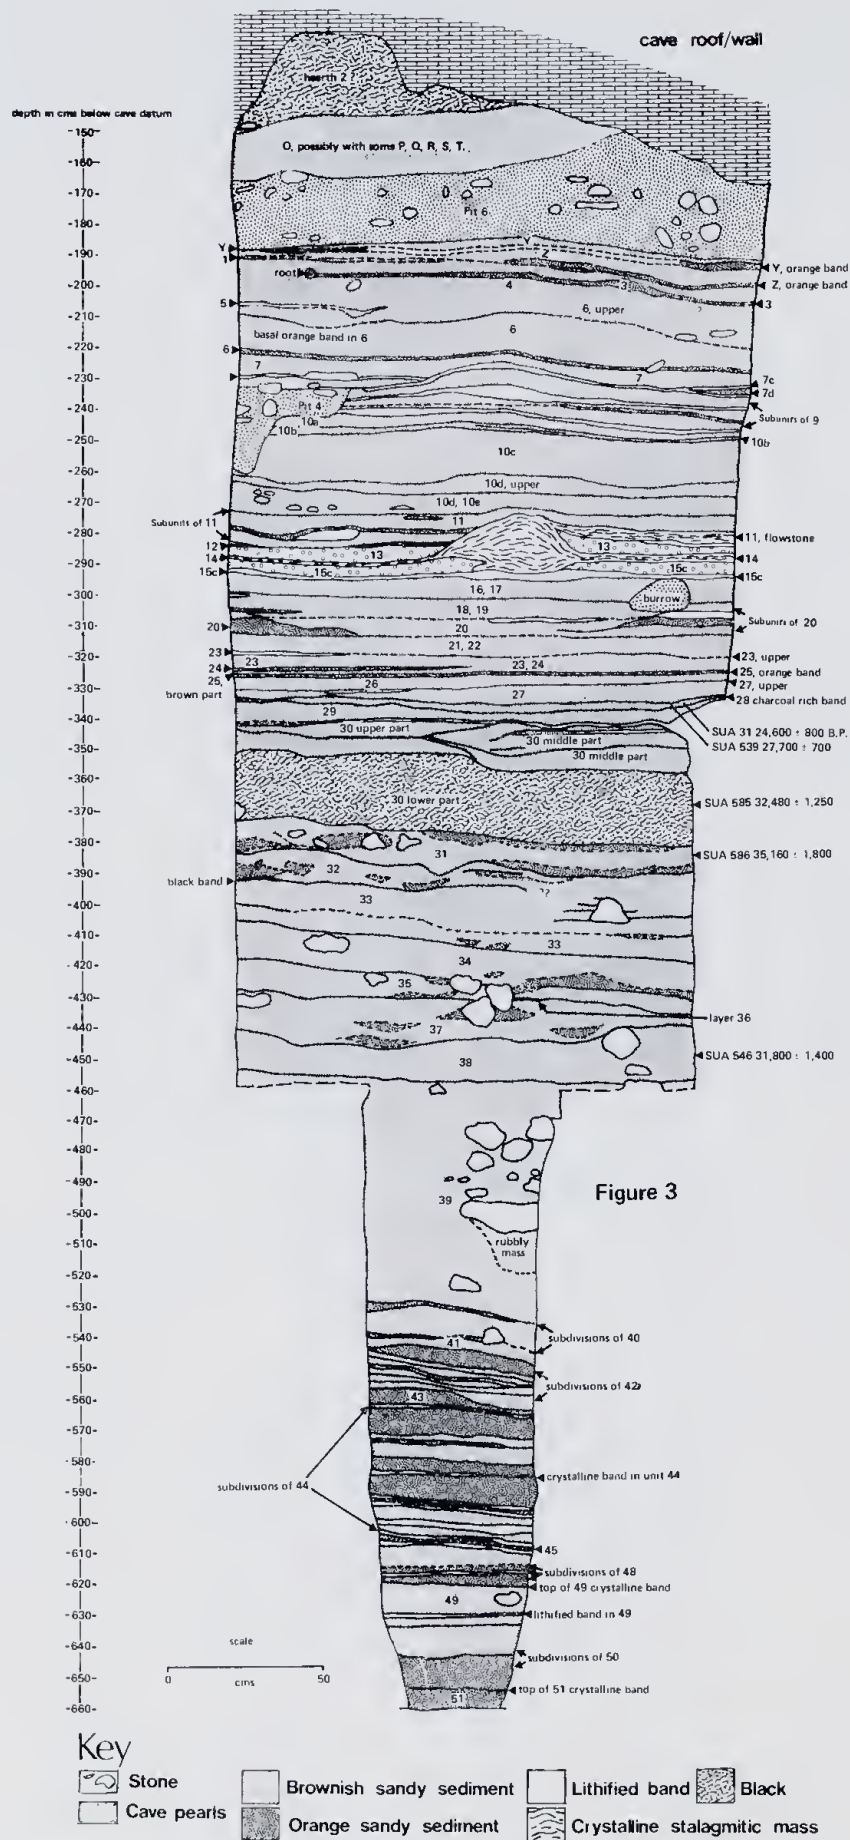 cave roof/wall
hearth 2
depth in cms below cave datum
-150-
O, possibly with some P, Q, R, S, T.
-160-
-170-
Pit 6
-180-
-190-
Y
Y
Z
Y, orange band
1
root
-200-
4
3
Z, orange band
5
3
6, upper
-210-
6
basal orange band in 6
-220-
6
7
7
-230-
7c
7d
-240-
Pit 4
10a
Subunits of 9
10b
10b
-250-
10c
-260-
10d, upper
-270-
10d, 10e
Subunits of 11
11
-280-
11, flowstone
12
13
13
14
14
-290-
15c
15c
15c
15c
16, 17
-300-
burrow
18, 19
Subunits of 20
-310-
20
20
21, 22
-320-
23
23
23, 24
23, upper
24
25, orange band
25,
brown part
26
27, upper
-330-
27
28 charcoal rich band
29
-340-
30 upper part
SUA 31 24,600 ± 800 B.P.
30 middle part
SUA 539 27,700 ± 700
-350-
30 middle part
-360-
30 lower part
SUA 585 32,480 ± 1,250
-370-
-380-
31
SUA 586 35,160 ± 1,800
-390-
32
black band
??
33
-400-
-410-
33
34
-420-
35
-430-
layer 36
-440-
37
SUA 546 31,800 ± 1,400
-450-
38
-460-
-470-
-480-
-490-
39
Figure 3
-500-
rubbly
mass
-510-
-520-
-530-
subdivisions of 40
-540-
41
-550-
subdivisions of 42
43
-560-
-570-
-580-
crystalline band in unit 44
subdivisions of 44
-590-
-600-
45
-610-
subdivisions of 48
-620-
top of 49 crystalline band
49
-630-
lithified band in 49
-640-
scale
subdivisions of 50
0 50
cms
-650-
top of 51 crystalline band
51
-660-
Key
Stone
Brownish sandy sediment
Lithified band
Black
Cave pearls
Orange sandy sediment
Crystalline stalagmitic mass